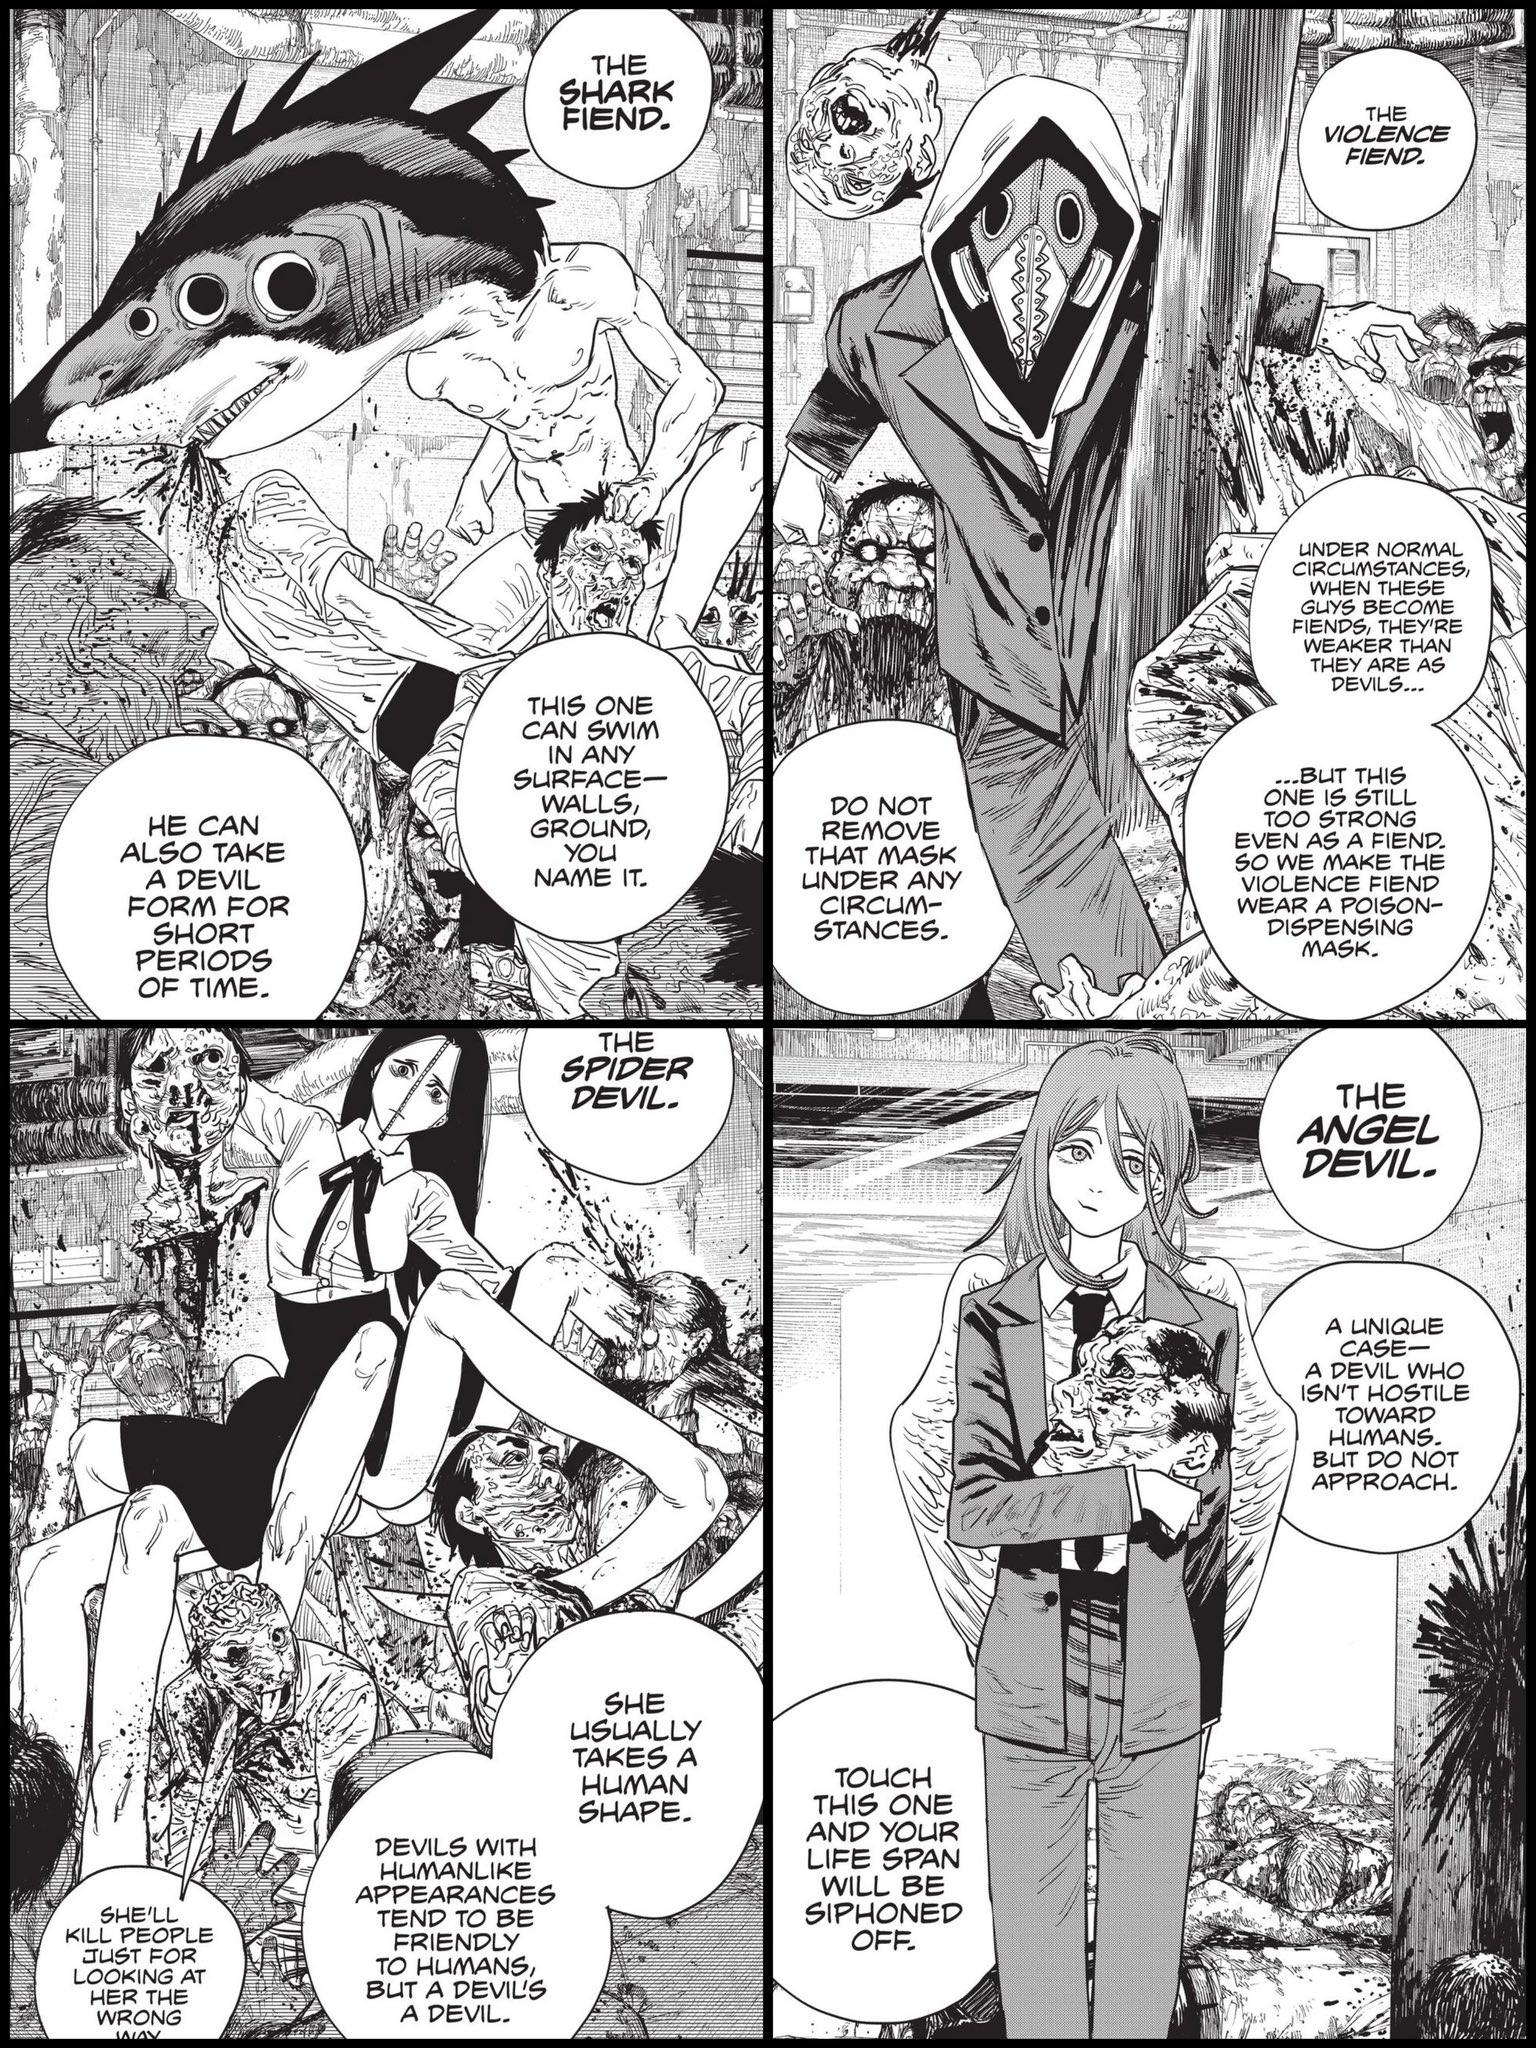 THE
SHARK
FIEND.
THIS ONE
CAN SWIM
IN ANY
SURFACE—
WALLS,
GROUND,
YOU
NAME IT.
HE CAN
ALSO TAKE
A DEVIL
FORM FOR
SHORT
PERIODS
OF TIME.
THE
VIOLENCE
FIEND.
UNDER NORMAL
CIRCUMSTANCES,
WHEN THESE
GUYS BECOME
FIENDS, THEY'RE
WEAKER THAN
THEY ARE AS
DEVILS...
...BUT THIS
ONE IS STILL
TOO STRONG
EVEN AS A FIEND.
SO WE MAKE THE
VIOLENCE FIEND
WEAR A POISON-
DISPENSING
MASK.
DO NOT
REMOVE
THAT MASK
UNDER ANY
CIRCUM-
STANCES.
THE
SPIDER
DEVIL.
SHE
USUALLY
TAKES A
HUMAN
SHAPE.
DEVILS WITH
HUMANLIKE
APPEARANCES
TEND TO BE
FRIENDLY
TO HUMANS,
BUT A DEVIL'S
A DEVIL.
SHE'LL
KILL PEOPLE
JUST FOR
LOOKING AT
HER THE
WRONG
WAY
THE
ANGEL
DEVIL.
A UNIQUE
CASE—
A DEVIL WHO
ISN'T HOSTILE
TOWARD
HUMANS.
BUT DO NOT
APPROACH.
TOUCH
THIS ONE
AND YOUR
LIFE SPAN
WILL BE
SIPHONED
OFF.